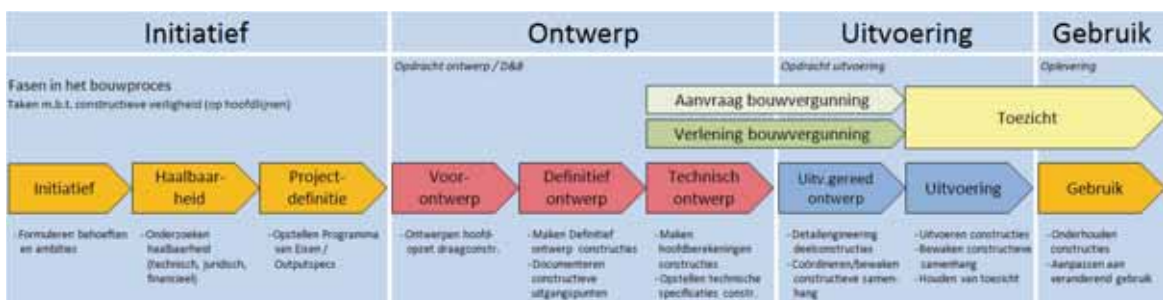 Initiatief
Ontwerp
Uitvoering
Gebruik
Opdracht ontwerp / D&B
Opdracht uitvoering
Oplevering
Fasen in het bouwproces
Taken m.b.t. constructieve veiligheid (op hoofdlijnen)
Aanvraag bouwvergunning
Verlening bouwvergunning
Toezicht
Initiatief
Haalbaar-
heid
Project-
definitie
Voor-
ontwerp
Definitief
ontwerp
Technisch
ontwerp
Uitv.gereed
ontwerp
Uitvoering
Gebruik
-Formuleren behoeften
en ambities
-Onderzoeken
haalbaarheid
(technisch, juridisch,
financieel)
-Opstellen Programma
van Eisen /
Outputspecs
-Ontwerpen hoofd-
opzet draagconstr.
-Maken Definitief
ontwerp constructies
-Documenteren
constructieve
uitgangspunten
-Maken
hoofdberekeningen
constructies
-Opstellen technische
specificaties constr.
-Detailengineering
deelconstructies
-Coördineren/bewaken
constructieve samen-
hang
-Uitvoeren constructies
-Bewaken constructieve
samenhang
-Houden van toezicht
-Onderhouden
constructies
-Aanpassen aan
veranderend gebruik